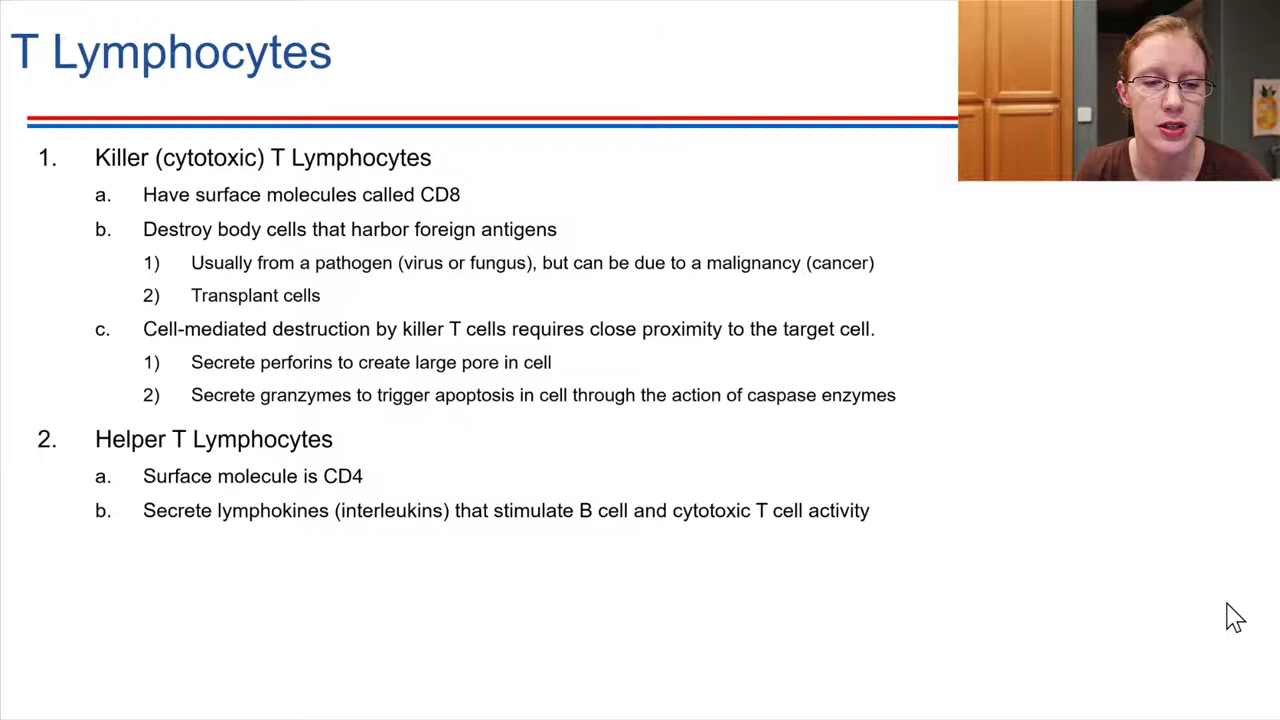 T Lymphocytes
1. Killer (cytotoxic) T Lymphocytes
a. Have surface molecules called CD8
b. Destroy body cells that harbor foreign antigens
1) Usually from a pathogen (virus or fungus), but can be due to a malignancy (cancer)
2) Transplant cells
c. Cell-mediated destruction by killer T cells requires close proximity to the target cell.
1) Secrete perforins to create large pore in cell
2) Secrete granzymes to trigger apoptosis in cell through the action of caspase enzymes
2. Helper T Lymphocytes
a. Surface molecule is CD4
b. Secrete lymphokines (interleukins) that stimulate B cell and cytotoxic T cell activity